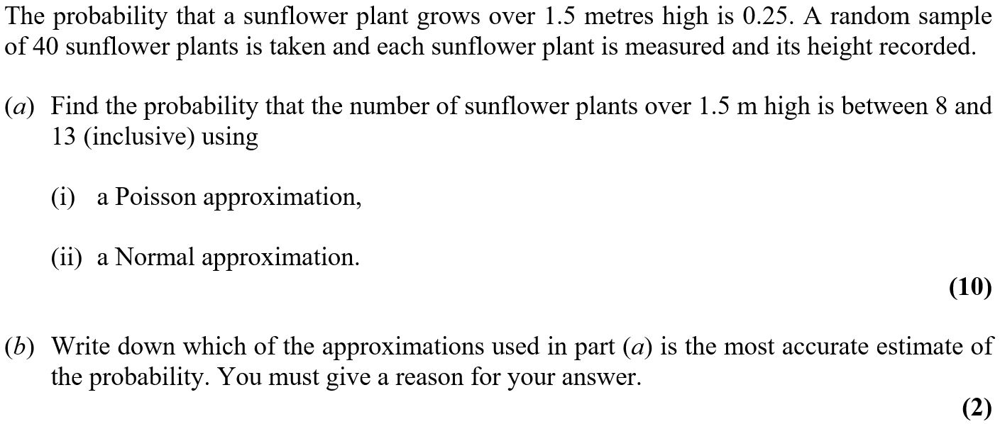 The probability that a sunflower plant grows over 1.5 metres high is 0.25. A random sample
of 40 sunflower plants is taken and each sunflower plant is measured and its height recorded.
(a) Find the probability that the number of sunflower plants over 1.5 m high is between 8 and
13 (inclusive) using
(i) a Poisson approximation,
(ii) a Normal approximation.
(10)
(b) Write down which of the approximations used in part (a) is the most accurate estimate of
the probability. You must give a reason for your answer.
(2)